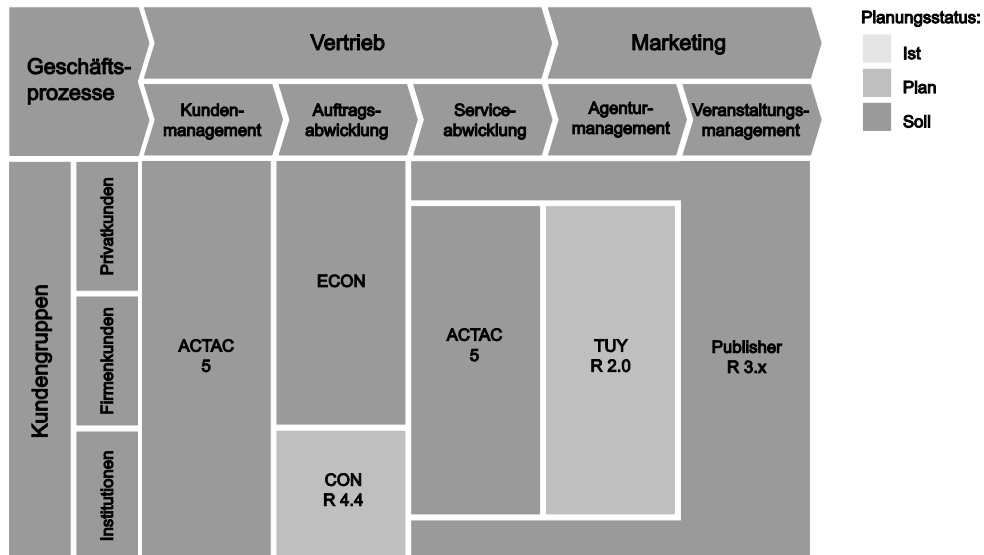 Geschäfts-
prozesse
Vertrieb
Marketing
Kunden-
management
Auftrags-
abwicklung
Service-
abwicklung
Agentur-
management
Veranstaltungs-
management
Planungsstatus:
Ist
Plan
Soll
Kundengruppen
Privatkunden
Firmenkunden
Institutionen
ACTAC
5
ECON
CON
R 4.4
ACTAC
5
TUY
R 2.0
Publisher
R 3.x